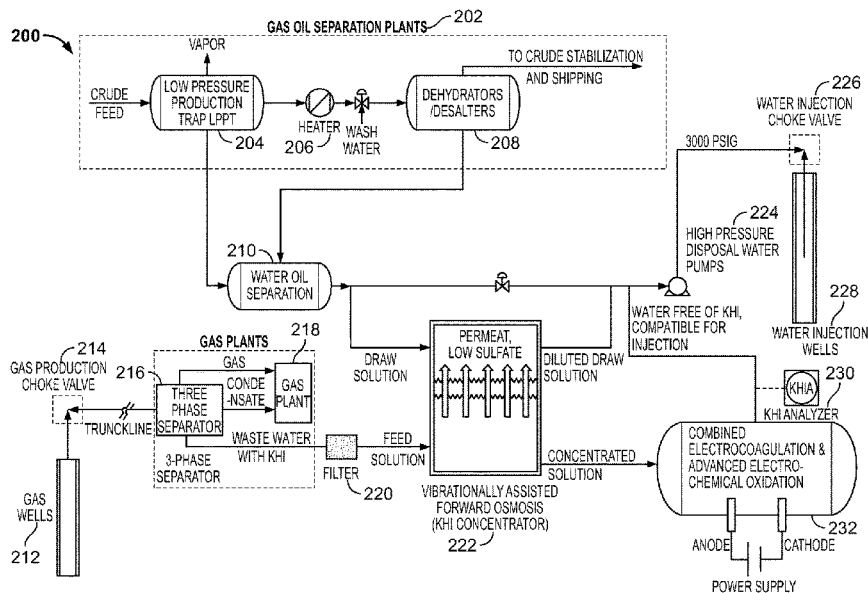 200
GAS OIL SEPARATION PLANTS
202
VAPOR
CRUDE
FEED
LOW PRESSURE
PRODUCTION
TRAP LPPT
204
HEATER
206
WASH
WATER
DEHYDRATORS
/DESALTERS
208
TO CRUDE STABILIZATION
AND SHIPPING
226
WATER INJECTION
CHOKE VALVE
3000 PSIG
224
HIGH PRESSURE
DISPOSAL WATER
PUMPS
228
WATER INJECTION
WELLS
210
WATER OIL
SEPARATION
WATER FREE OF KHI,
COMPATIBLE FOR
INJECTION
DRAW
SOLUTION
PERMEAT,
LOW SULFATE
DILUTED DRAW
SOLUTION
GAS PLANTS
218
214
GAS PRODUCTION
CHOKE VALVE
216
GAS
CONDE
-NSATE
GAS
PLANT
THREE
PHASE
SEPARATOR
TRUNCKLINE
3-PHASE
SEPARATOR
WASTE WATER
WITH KHI
FILTER
220
FEED
SOLUTION
CONCENTRATED
SOLUTION
VIBRATIONALLY ASSISTED
FORWARD OSMOSIS
(KHI CONCENTRATOR)
222
GAS
WELLS
212
KHIA
230
KHI ANALYZER
COMBINED
ELECTROCOAGULATION &
ADVANCED ELECTRO-
CHEMICAL OXIDATION
232
ANODE
CATHODE
POWER SUPPLY